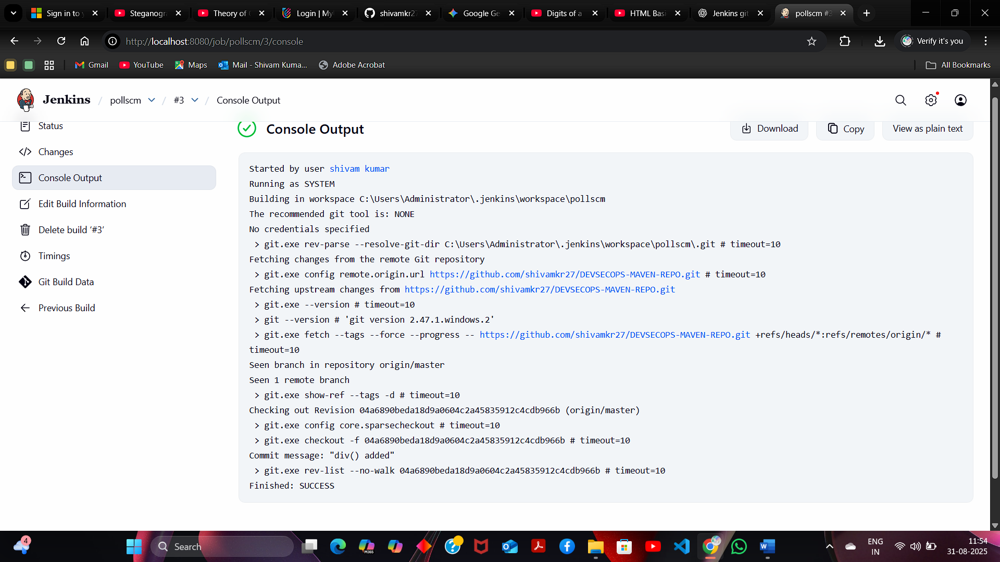 Sign in to y
Steganogra
Theory of C
Login | My
shivamkr27
Google Ge
Digits of a
HTML Basi
Jenkins git
pollscm #3
http://localhost:8080/job/pollscm/3/console
Verify it's you
Gmail
YouTube
Maps
Mail - Shivam Kuma...
Adobe Acrobat
All Bookmarks
Jenkins / pollscm / #3 / Console Output
Status
Changes
Console Output
Edit Build Information
Delete build ‘#3’
Timings
Git Build Data
Previous Build
Console Output
Download
Copy
View as plain text
Started by user shivam kumar
Running as SYSTEM
Building in workspace C:\Users\Administrator\.jenkins\workspace\pollscm
The recommended git tool is: NONE
No credentials specified
 > git.exe rev-parse --resolve-git-dir C:\Users\Administrator\.jenkins\workspace\pollscm\.git # timeout=10
Fetching changes from the remote Git repository
 > git.exe config remote.origin.url https://github.com/shivamkr27/DEVSECOPS-MAVEN-REPO.git # timeout=10
Fetching upstream changes from https://github.com/shivamkr27/DEVSECOPS-MAVEN-REPO.git
 > git.exe --version # timeout=10
 > git --version # 'git version 2.47.1.windows.2'
 > git.exe fetch --tags --force --progress -- https://github.com/shivamkr27/DEVSECOPS-MAVEN-REPO.git +refs/heads/*:refs/remotes/origin/* #
timeout=10
Seen branch in repository origin/master
Seen 1 remote branch
 > git.exe show-ref --tags -d # timeout=10
Checking out Revision 04a6890beda18d9a0604c2a45835912c4cdb966b (origin/master)
 > git.exe config core.sparsecheckout # timeout=10
 > git.exe checkout -f 04a6890beda18d9a0604c2a45835912c4cdb966b # timeout=10
Commit message: "div() added"
 > git.exe rev-list --no-walk 04a6890beda18d9a0604c2a45835912c4cdb966b # timeout=10
Finished: SUCCESS
4
Search
M365
ENG
IN
11:54
31-08-2025